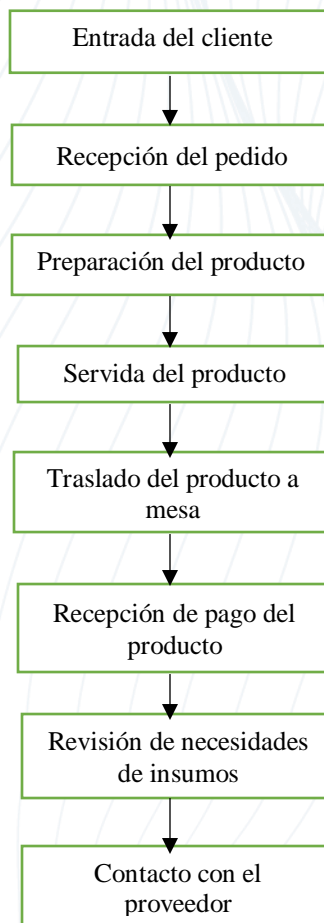 Entrada del cliente
Recepción del pedido
Preparación del producto
Servida del producto
Traslado del producto a
mesa
Recepción de pago del
producto
Revisión de necesidades
de insumos
Contacto con el
proveedor